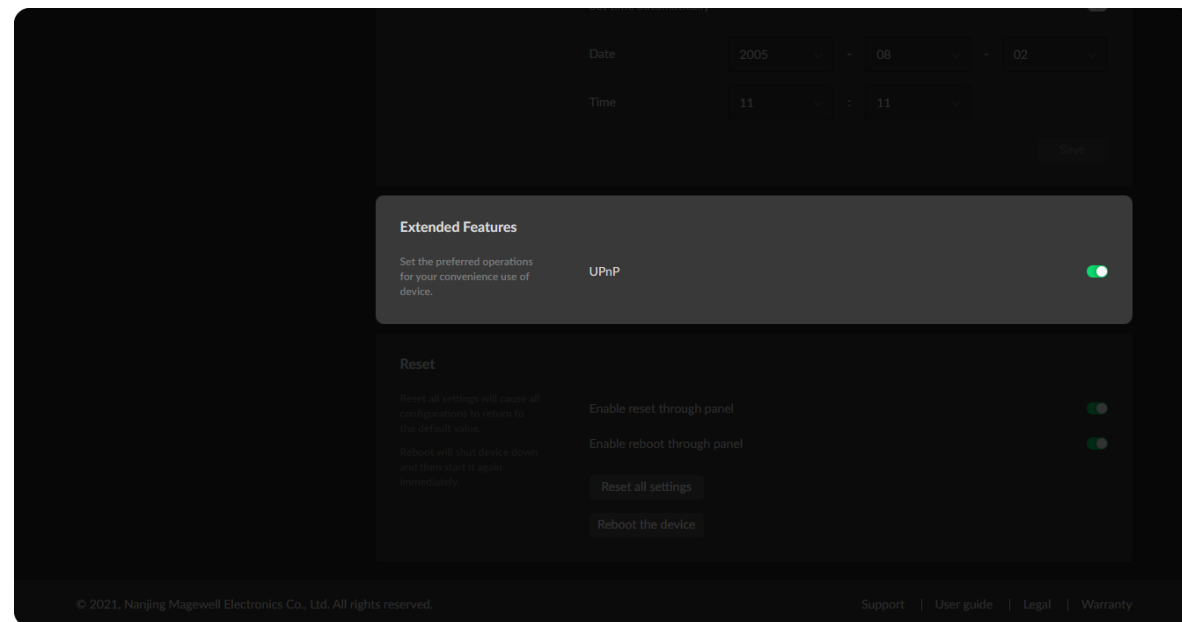 Set time automatically
Date 2005 - 08 - 02
Time 11 : 11
Save
Extended Features
Set the preferred operations
for your convenience use of
device.
UPnP
Reset
Reset all settings will cause all
configurations to return to
the default value.
Reboot will shut device down
and then start it again
immediately.
Enable reset through panel
Enable reboot through panel
Reset all settings
Reboot the device
© 2021, Nanjing Magewell Electronics Co., Ltd. All rights reserved.
Support | User guide | Legal | Warranty